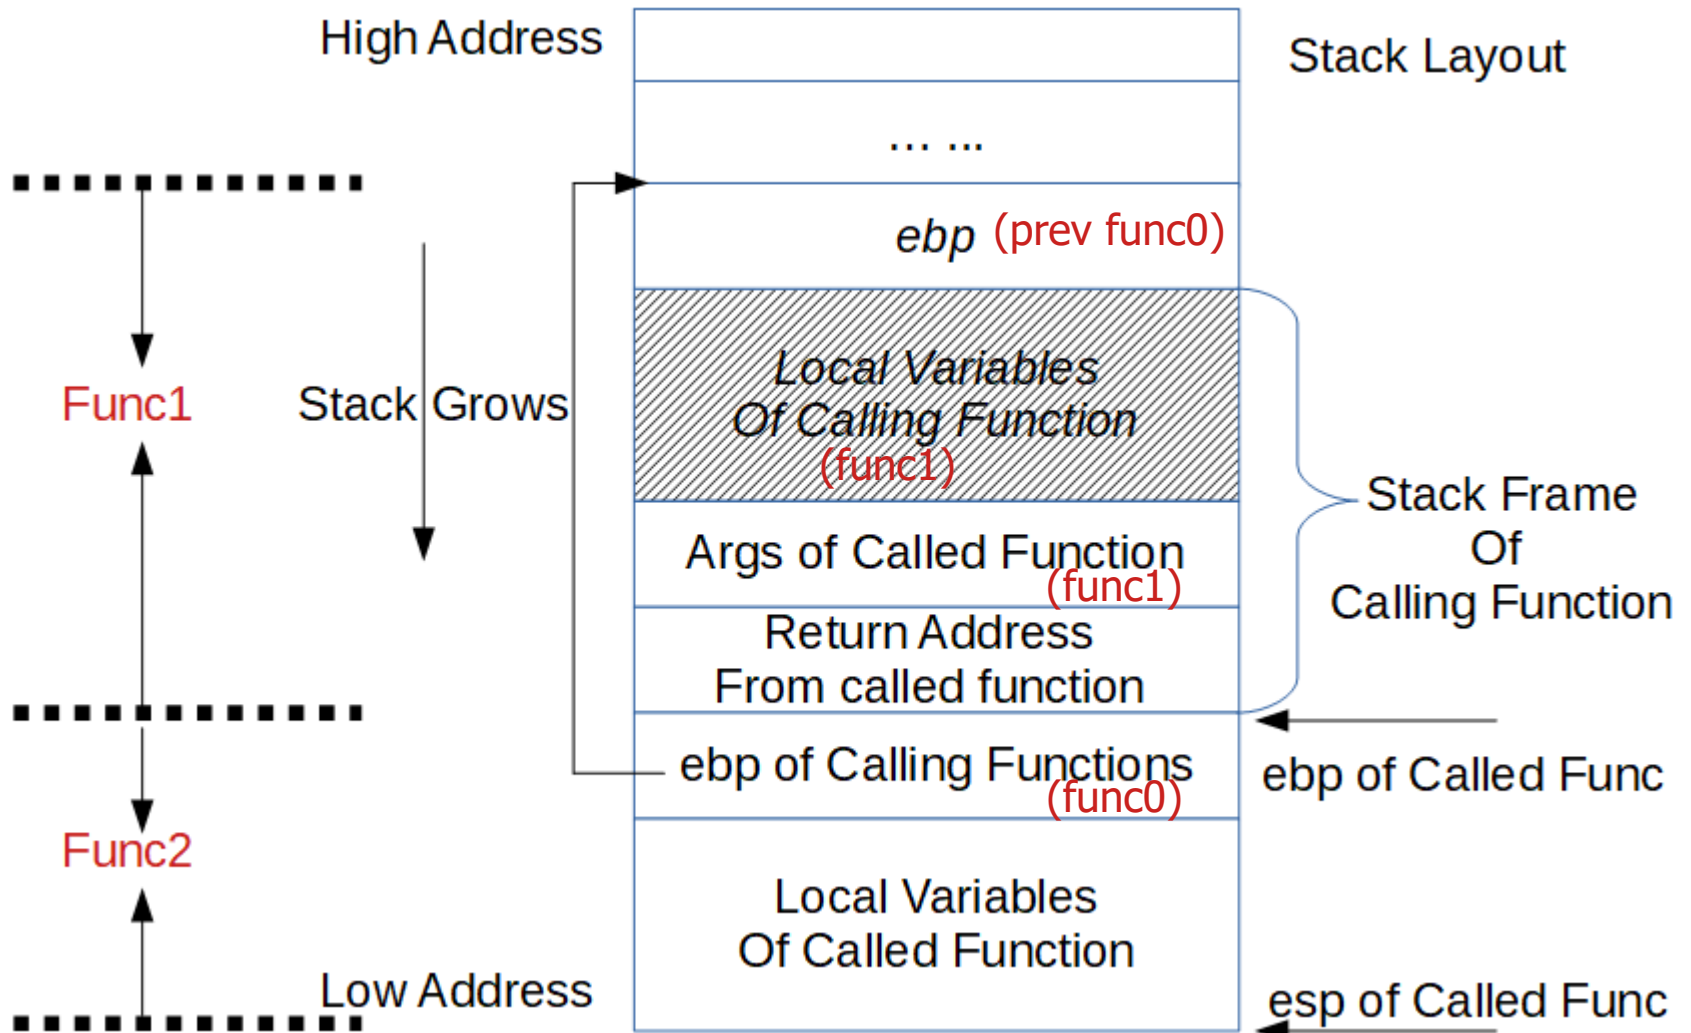 High Address
Stack Layout
... ...
ebp (prev func0)
Local Variables
Of Calling Function
(func1)
Func1
Stack Grows
Stack Frame
Of
Calling Function
Args of Called Function
(func1)
Return Address
From called function
ebp of Calling Functions
(func0)
ebp of Called Func
Func2
Local Variables
Of Called Function
Low Address
esp of Called Func